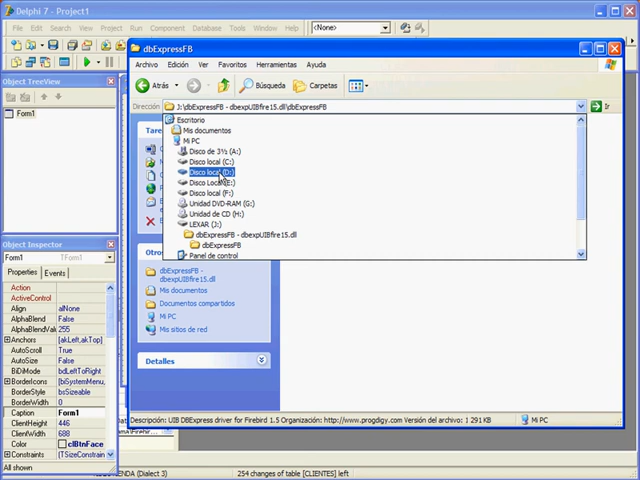 Delphi 7 - Project1
File Edit Search View Project Run Component Database Tools Window Help
<None>
Object TreeView
Form1
Object Inspector
Form1 TForm1
Properties Events
Action
ActiveControl
Align alNone
AlphaBlend False
AlphaBlendVal 255
Anchors [akLeft,akTop]
AutoScroll True
AutoSize False
BiDiMode bdLeftToRight
BorderIcons [biSystemMenu,
BorderStyle bsSizeable
BorderWidth 0
Caption Form1
ClientHeight 446
ClientWidth 688
Color clBtnFace
Constraints (TSizeConstrain
All shown
dbExpressFB
Archivo Edición Ver Favoritos Herramientas Ayuda
Atrás Búsqueda Carpetas
Dirección J:\dbExpressFB - dbexpUIBfire15.dll\dbExpressFB Ir
Escritorio
Mis documentos
Mi PC
Disco de 3½ (A:)
Disco local (C:)
Disco local (D:)
Disco Local (E:)
Disco local (F:)
Unidad DVD-RAM (G:)
Unidad de CD (H:)
LEXAR (J:)
dbExpressFB - dbexpUIBfire15.dll
dbExpressFB
Panel de control
Tare
Otros
dbExpressFB -
dbexpUIBfire15.dll
Mis documentos
Documentos compartidos
Mi PC
Mis sitios de red
Detalles
Descripción: UIB DBExpress driver for Firebird 1.5 Organización: http://www.progdigy.com Versión del archivo: 1 291 KB Mi PC
(Dialect 3) 254 changes of table [CLIENTES] left